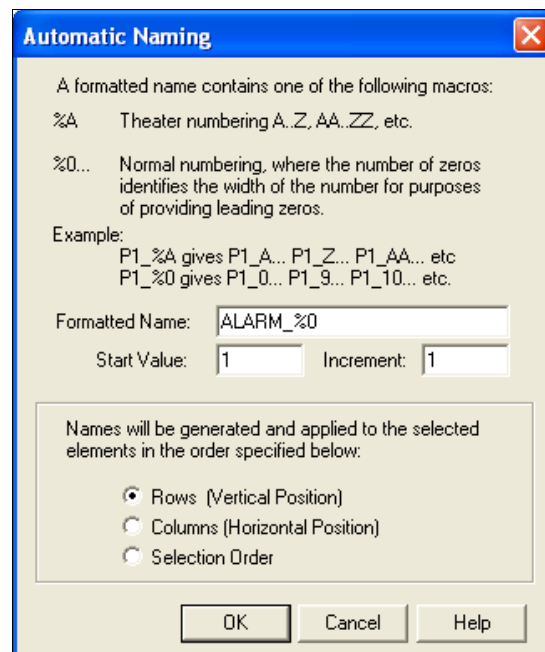 Automatic Naming
A formatted name contains one of the following macros:
%A Theater numbering A..Z, AA..ZZ, etc.
%0... Normal numbering, where the number of zeros
identifies the width of the number for purposes
of providing leading zeros.
Example:
P1_%A gives P1_A... P1_Z... P1_AA... etc
P1_%0 gives P1_0... P1_9... P1_10... etc.
Formatted Name: ALARM_%0
Start Value: 1 Increment: 1
Names will be generated and applied to the selected
elements in the order specified below:
Rows (Vertical Position)
Columns (Horizontal Position)
Selection Order
OK Cancel Help